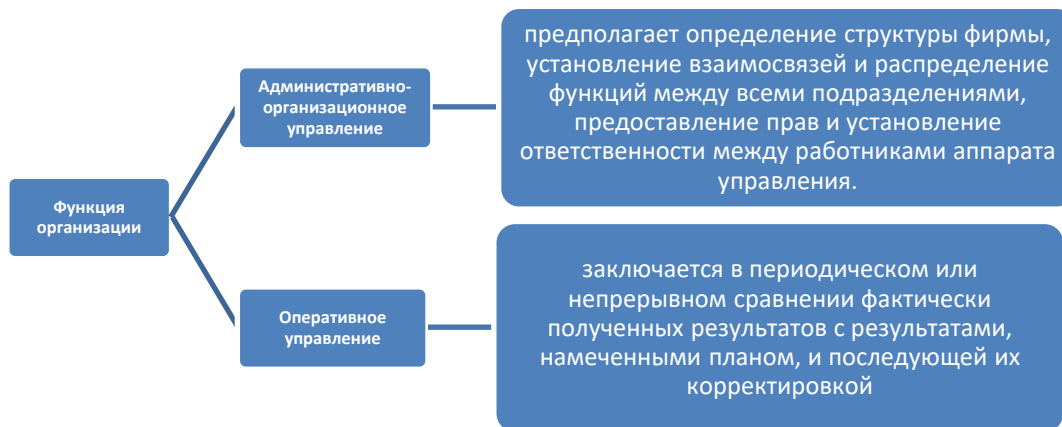 Функция
организации
Административно-
организационное
управление
предполагает определение структуры фирмы,
установление взаимосвязей и распределение
функций между всеми подразделениями,
предоставление прав и установление
ответственности между работниками аппарата
управления.
Оперативное
управление
заключается в периодическом или
непрерывном сравнении фактически
полученных результатов с результатами,
намеченными планом, и последующей их
корректировкой